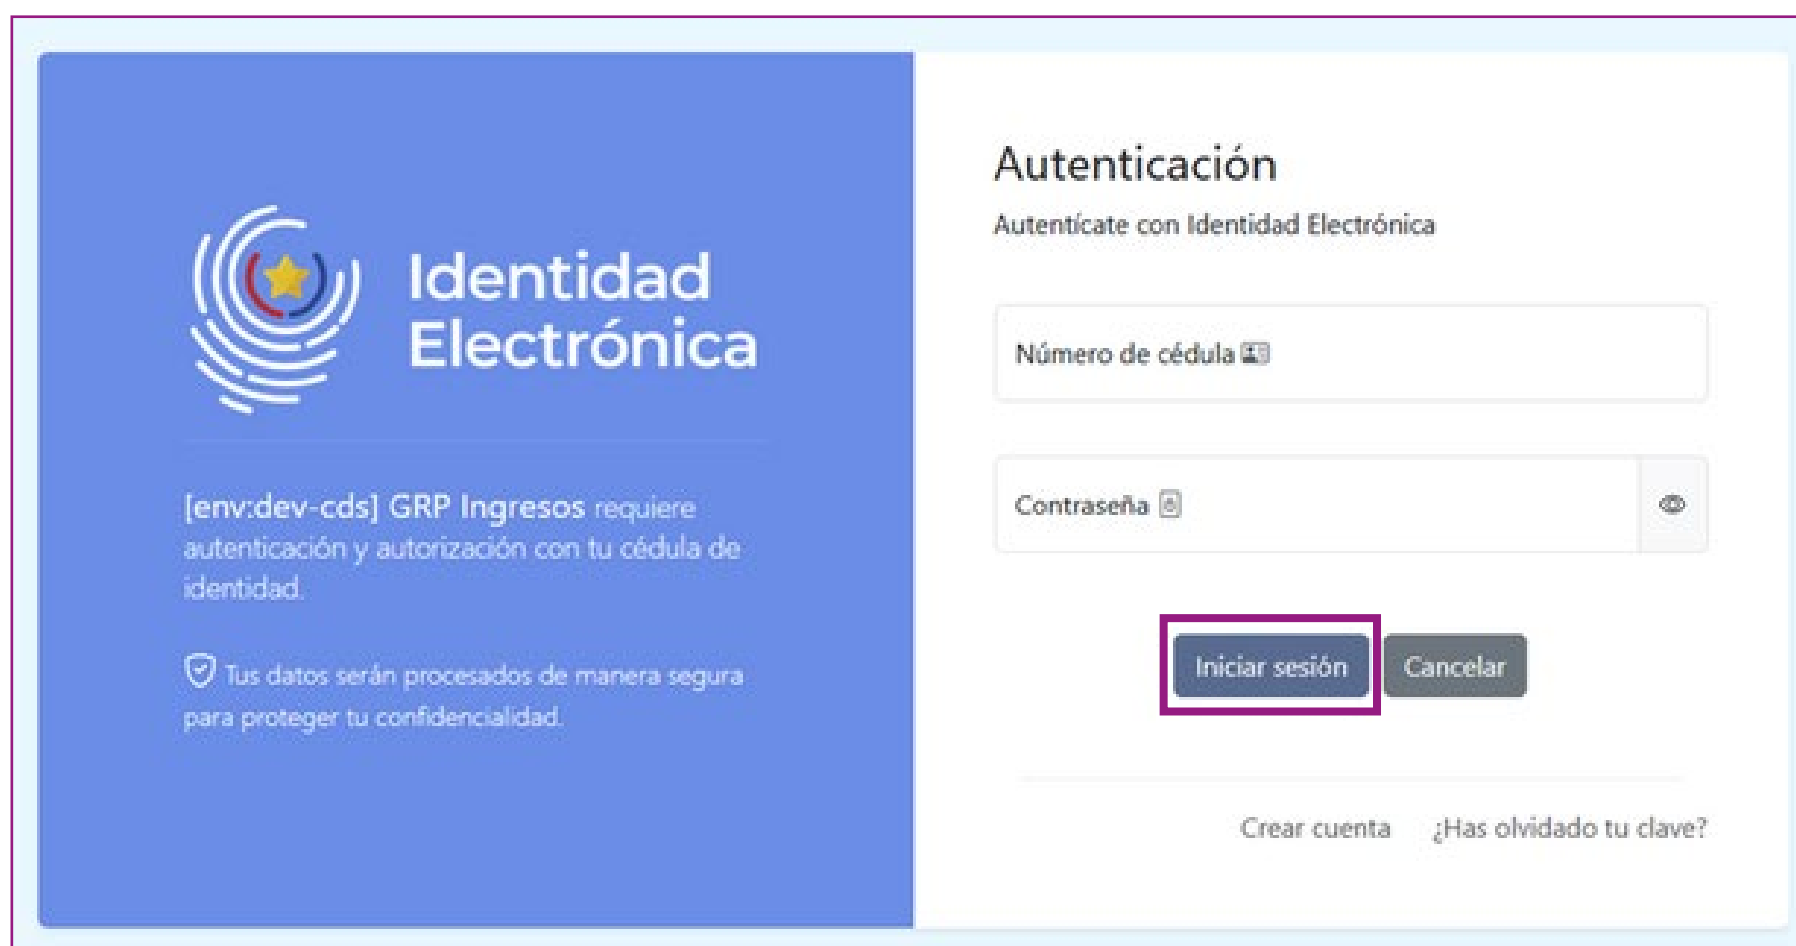 Identidad
Electrónica
[env:dev-cds] GRP Ingresos requiere
autenticación y autorización con tu cédula de
identidad.
Tus datos serán procesados de manera segura
para proteger tu confidencialidad.
Autenticación
Autentícate con Identidad Electrónica
Número de cédula
Contraseña
Iniciar sesión
Cancelar
Crear cuenta
¿Has olvidado tu clave?